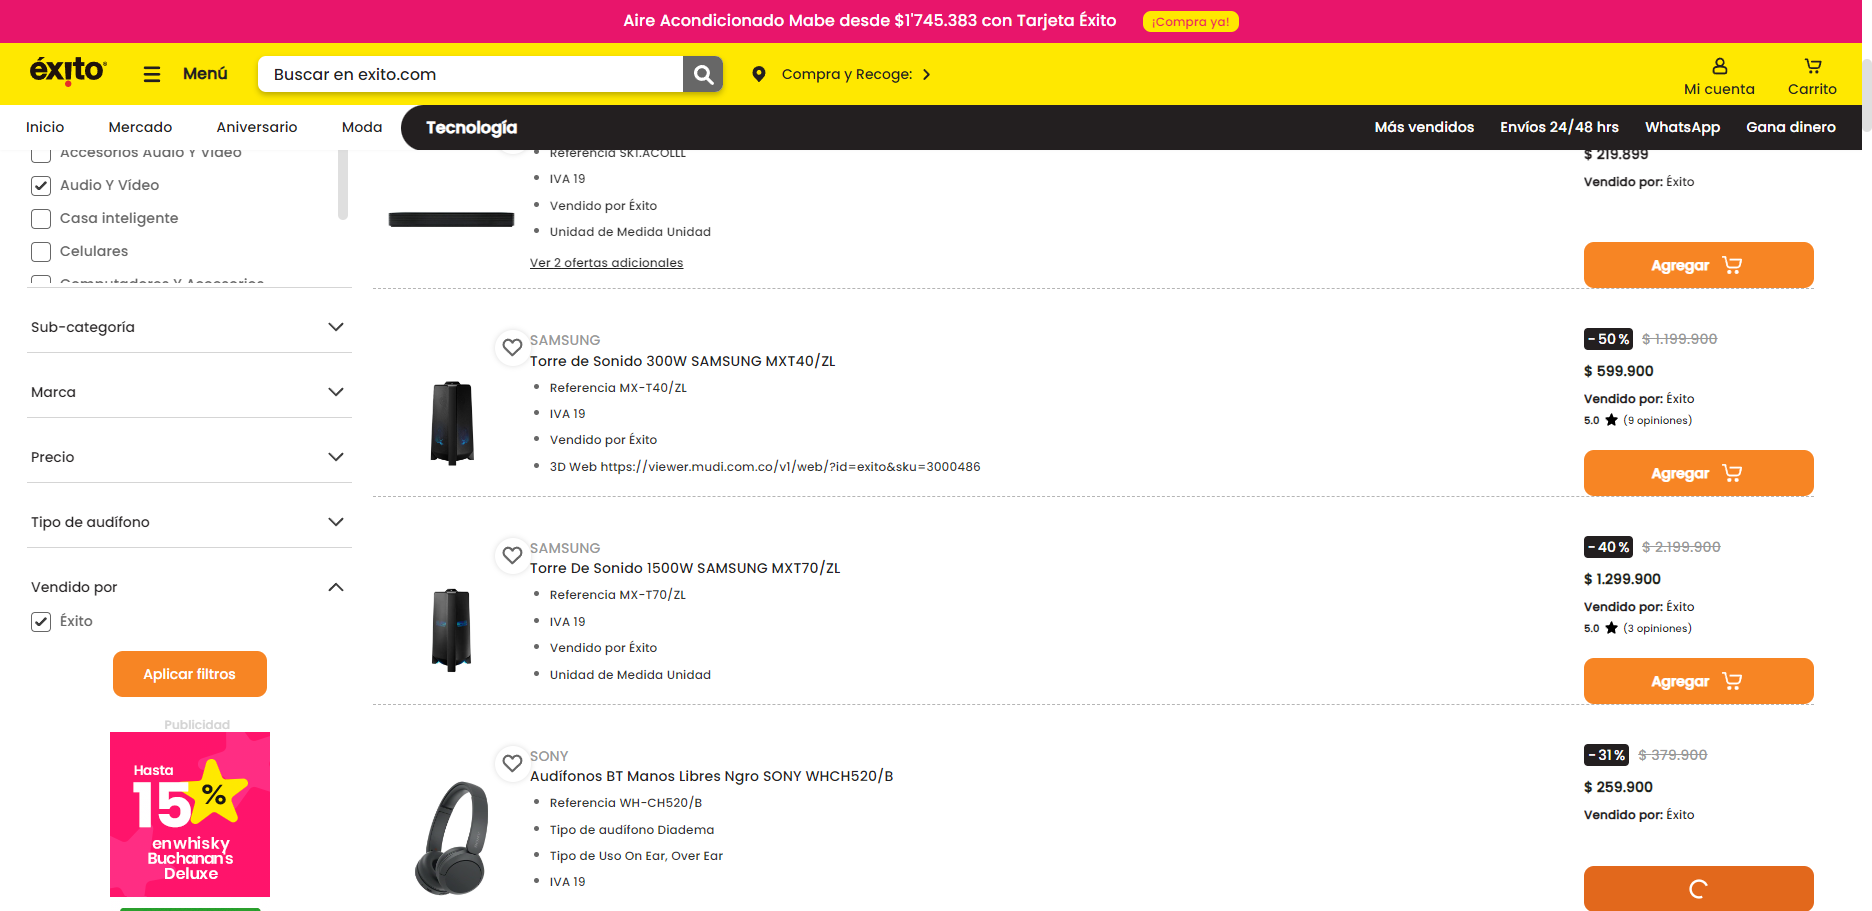 Aire Acondicionado Mabe desde $1'745.383 con Tarjeta Éxito ¡Compra ya!
éxito
Menú
Buscar en exito.com
Compra y Recoge:
Mi cuenta
Carrito
Inicio
Mercado
Aniversario
Moda
Tecnología
Más vendidos
Envíos 24/48 hrs
WhatsApp
Gana dinero
Accesorios Audio Y Video
Audio Y Vídeo
Casa inteligente
Celulares
Computadores Y Accesorios
Sub-categoría
Marca
Precio
Tipo de audífono
Vendido por
Éxito
Aplicar filtros
Publicidad
Hasta
15%
en whisky
Buchanan's
Deluxe
Referencia SK1.ACOLLL
IVA 19
Vendido por Éxito
Unidad de Medida Unidad
Ver 2 ofertas adicionales
$ 219.899
Vendido por: Éxito
Agregar
SAMSUNG
Torre de Sonido 300W SAMSUNG MXT40/ZL
Referencia MX-T40/ZL
IVA 19
Vendido por Éxito
3D Web https://viewer.mudi.com.co/v1/web/?id=exito&sku=3000486
-50% $ 1.199.900
$ 599.900
Vendido por: Éxito
5.0 (9 opiniones)
Agregar
SAMSUNG
Torre De Sonido 1500W SAMSUNG MXT70/ZL
Referencia MX-T70/ZL
IVA 19
Vendido por Éxito
Unidad de Medida Unidad
-40% $ 2.199.900
$ 1.299.900
Vendido por: Éxito
5.0 (3 opiniones)
Agregar
SONY
Audífonos BT Manos Libres Ngro SONY WHCH520/B
Referencia WH-CH520/B
Tipo de audífono Diadema
Tipo de Uso On Ear, Over Ear
IVA 19
-31% $ 379.900
$ 259.900
Vendido por: Éxito